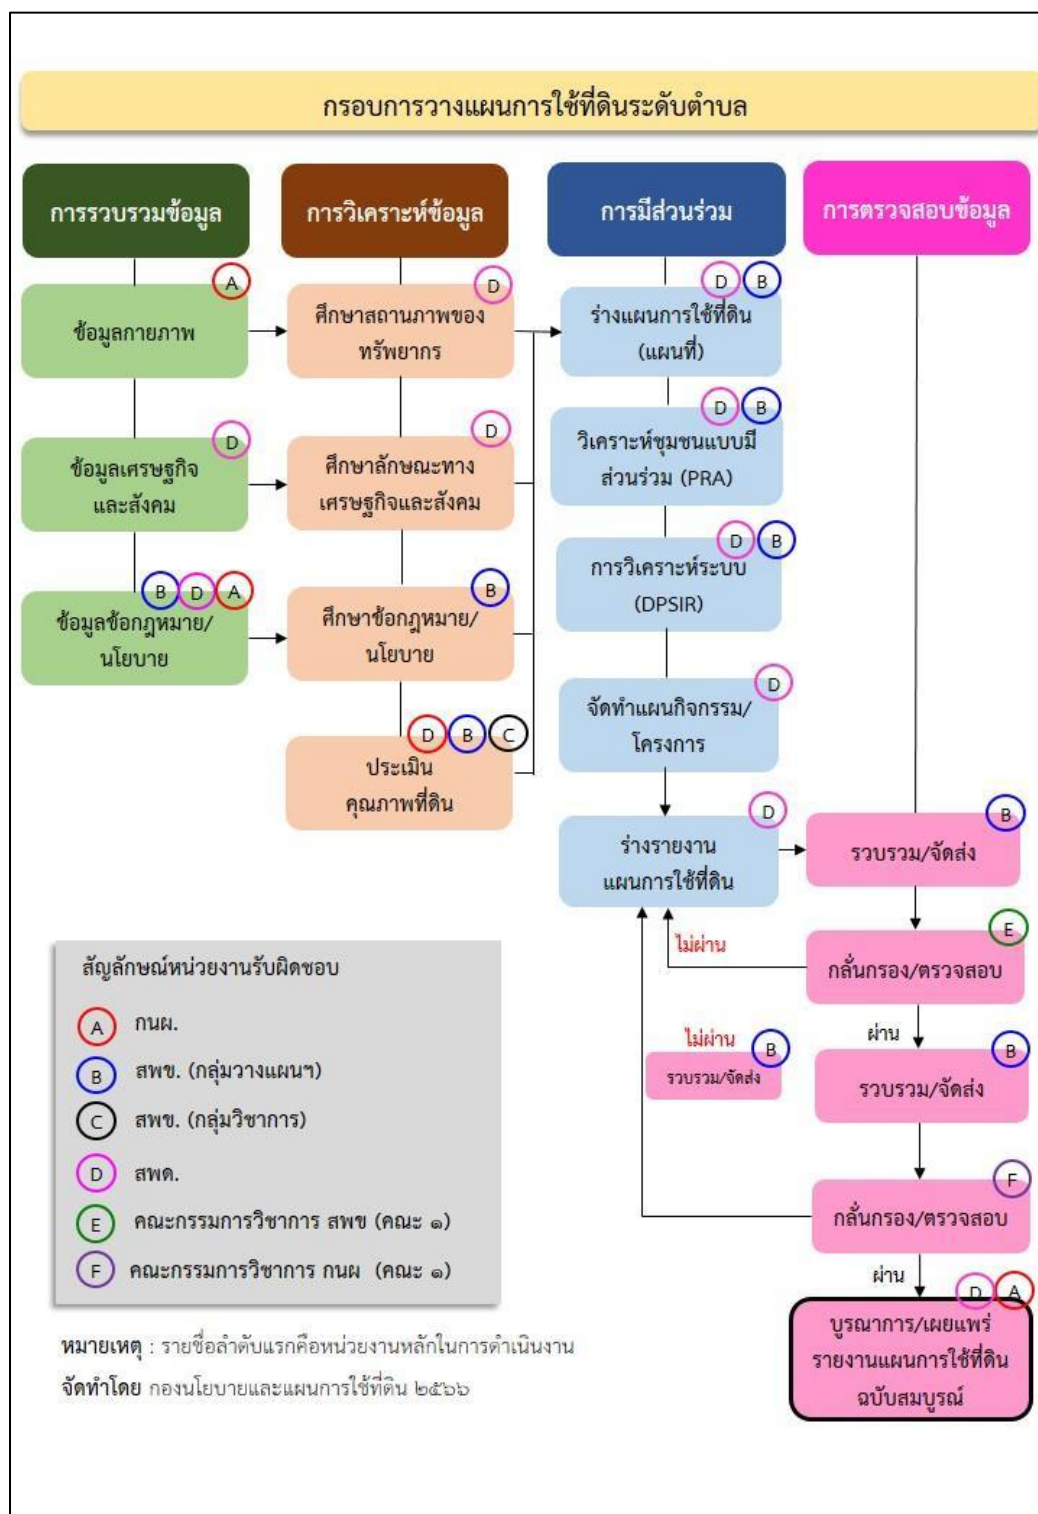 กรอบการวางแผนการใช้ที่ดินระดับตำบล
การรวบรวมข้อมูล
การวิเคราะห์ข้อมูล
การมีส่วนร่วม
การตรวจสอบข้อมูล
A
ข้อมูลกายภาพ
D
ศึกษาสถานภาพของ
ทรัพยากร
D B
ร่างแผนการใช้ที่ดิน
(แผนที่)
D
ข้อมูลเศรษฐกิจ
และสังคม
D
ศึกษาลักษณะทาง
เศรษฐกิจและสังคม
D B
วิเคราะห์ชุมชนแบบมี
ส่วนร่วม (PRA)
B D A
ข้อมูลข้อกฎหมาย/
นโยบาย
B
ศึกษาข้อกฎหมาย/
นโยบาย
D B
การวิเคราะห์ระบบ
(DPSIR)
D B C
ประเมิน
คุณภาพที่ดิน
D
จัดทำแผนกิจกรรม/
โครงการ
D
ร่างรายงาน
แผนการใช้ที่ดิน
B
รวบรวม/จัดส่ง
E
กลั่นกรอง/ตรวจสอบ
ไม่ผ่าน
ผ่าน
ไม่ผ่าน
B
รวบรวม/จัดส่ง
B
รวบรวม/จัดส่ง
F
กลั่นกรอง/ตรวจสอบ
ผ่าน
D A
บูรณาการ/เผยแพร่
รายงานแผนการใช้ที่ดิน
ฉบับสมบูรณ์
สัญลักษณ์หน่วยงานรับผิดชอบ
A กนผ.
B สพข. (กลุ่มวางแผนฯ)
C สพข. (กลุ่มวิชาการ)
D สพด.
E คณะกรรมการวิชาการ สพข (คณะ ๑)
F คณะกรรมการวิชาการ กนผ (คณะ ๑)
หมายเหตุ : รายชื่อลำดับแรกคือหน่วยงานหลักในการดำเนินงาน
จัดทำโดย กองนโยบายและแผนการใช้ที่ดิน ๒๕๖๖